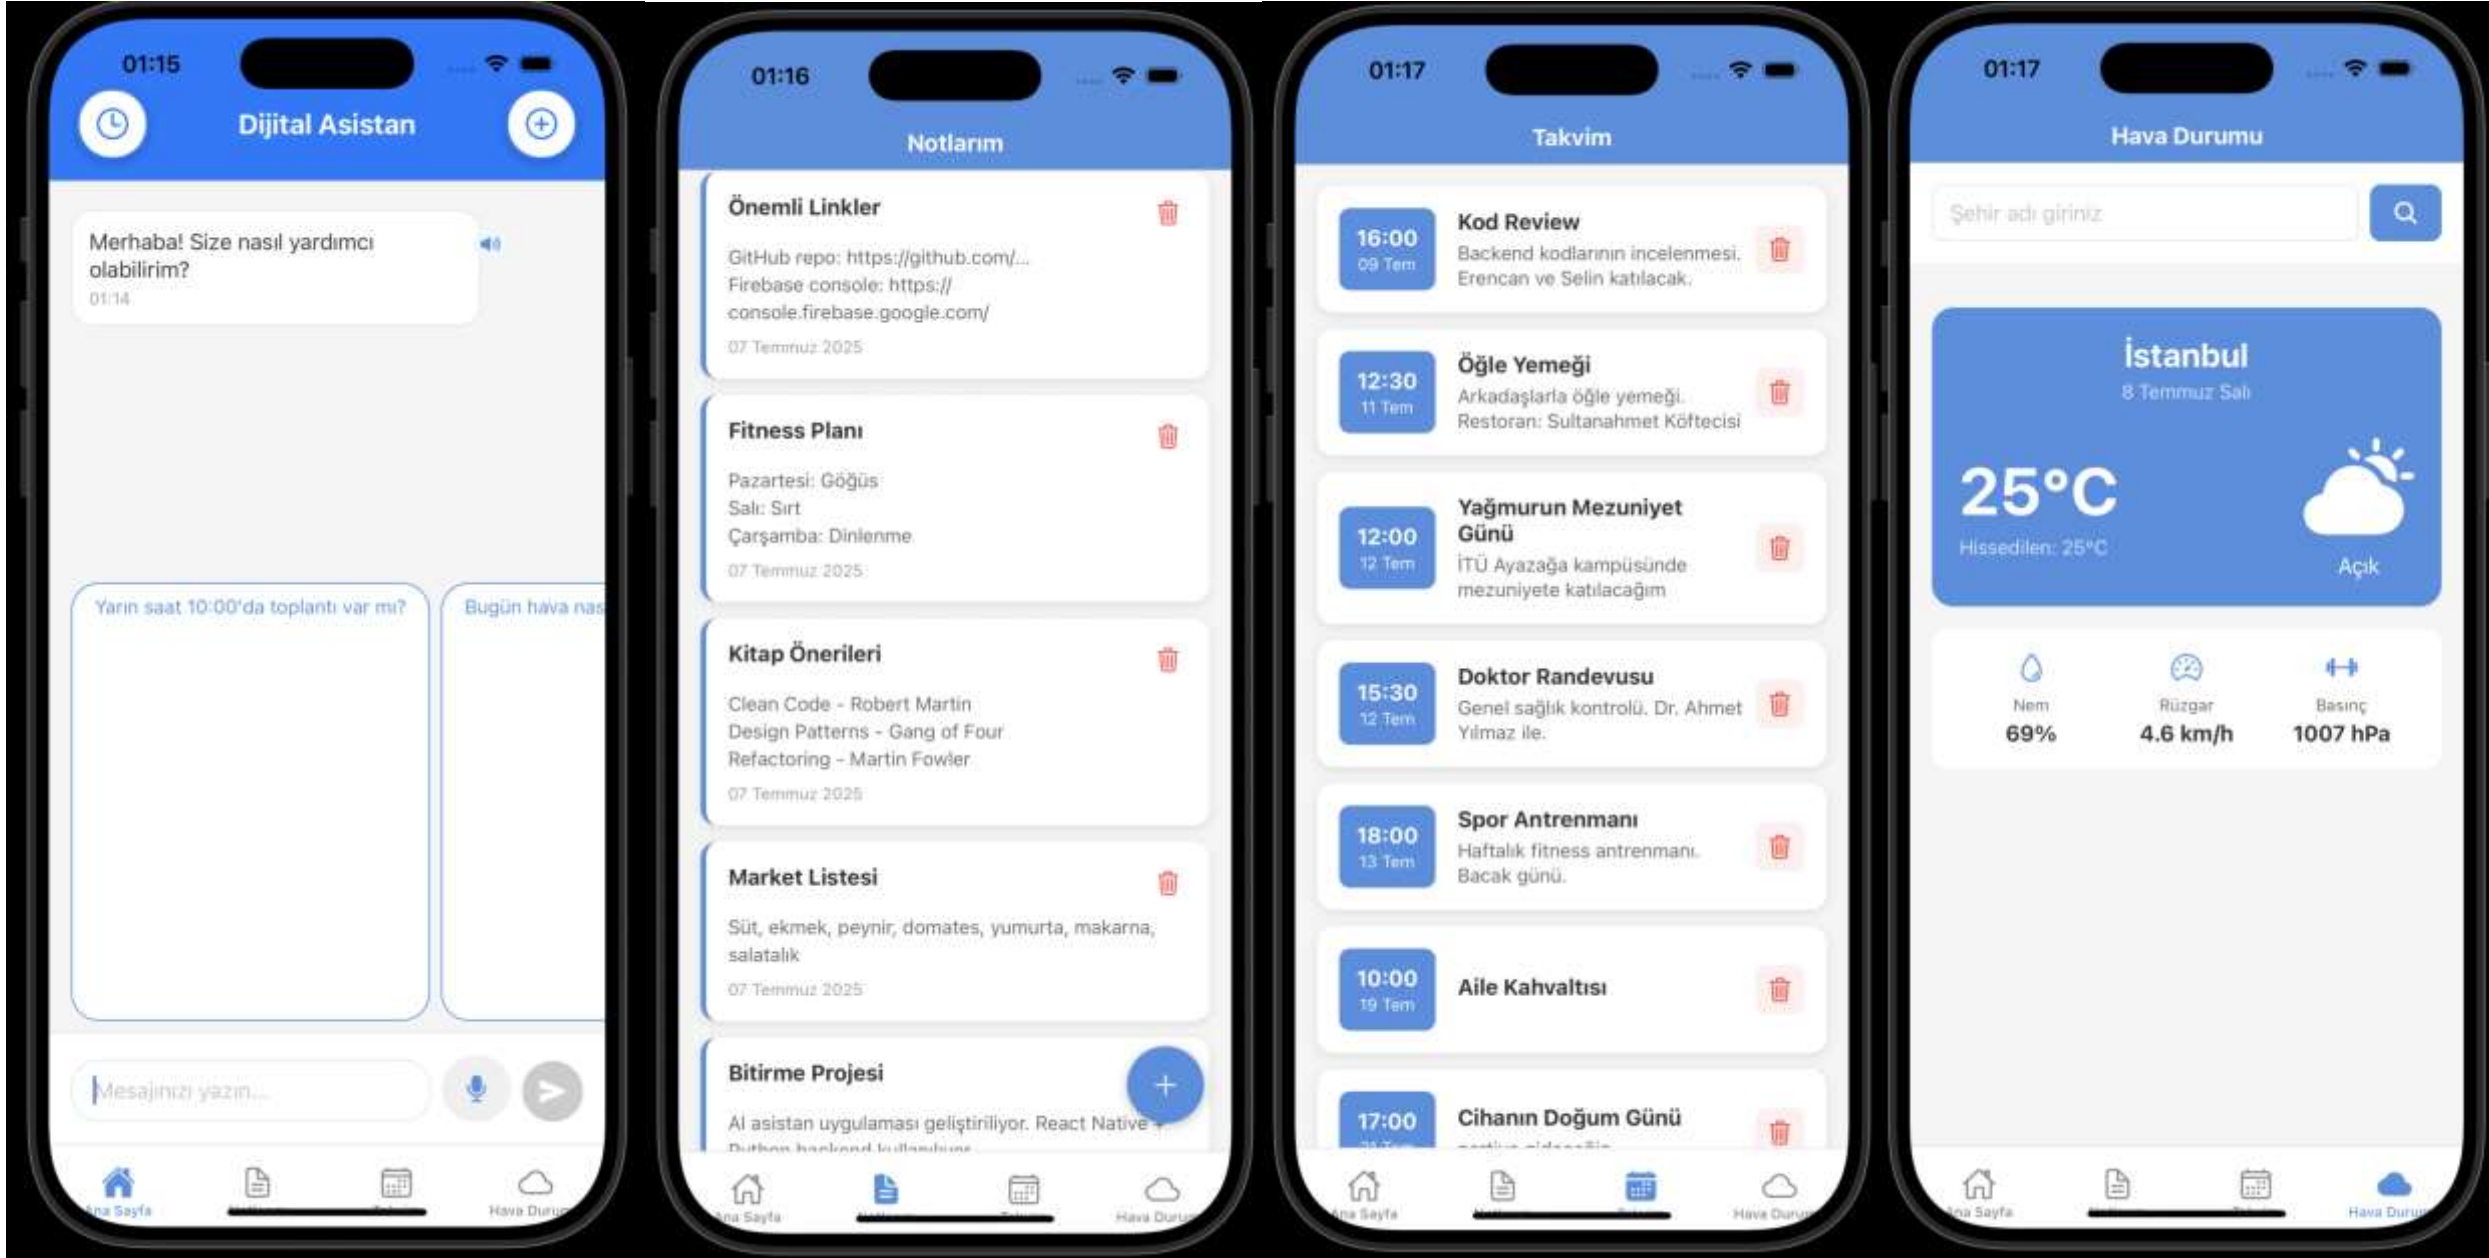 01:15
Dijital Asistan
Merhaba! Size nasıl yardımcı
olabilirim?
01:14
Yarın saat 10:00'da toplantı var mı?
Bugün hava nas
Mesajınızı yazın...
Ana Sayfa
Hava Durum
01:16
Notlarım
Önemli Linkler
GitHub repo: https://github.com/...
Firebase console: https://
console.firebase.google.com/
07 Temmuz 2025
Fitness Planı
Pazartesi: Göğüs
Salı: Sırt
Çarşamba: Dinlenme
07 Temmuz 2025
Kitap Önerileri
Clean Code - Robert Martin
Design Patterns - Gang of Four
Refactoring - Martin Fowler
07 Temmuz 2025
Market Listesi
Süt, ekmek, peynir, domates, yumurta, makarna,
salatalık
07 Temmuz 2025
Bitirme Projesi
AI asistan uygulaması geliştiriliyor. React Native +
Python backend kullanılıyor
Ana Sayfa
Hava Durum
01:17
Takvim
16:00
09 Tem
Kod Review
Backend kodlarının incelenmesi.
Erencan ve Selin katılacak.
12:30
11 Tem
Öğle Yemeği
Arkadaşlarla öğle yemeği.
Restoran: Sultanahmet Köftecisi
12:00
12 Tem
Yağmurun Mezuniyet
Günü
İTÜ Ayazağa kampüsünde
mezuniyete katılacağım
15:30
12 Tem
Doktor Randevusu
Genel sağlık kontrolü. Dr. Ahmet
Yılmaz ile.
18:00
13 Tem
Spor Antrenmanı
Haftalık fitness antrenmanı.
Bacak günü.
10:00
19 Tem
Aile Kahvaltısı
17:00
Cihanın Doğum Günü
Ana Sayfa
Hava Durum
01:17
Hava Durumu
Şehir adı giriniz
İstanbul
8 Temmuz Salı
25°C
Hissedilen: 25°C
Açık
Nem
69%
Rüzgar
4.6 km/h
Basınç
1007 hPa
Ana Sayfa
Hava Durum